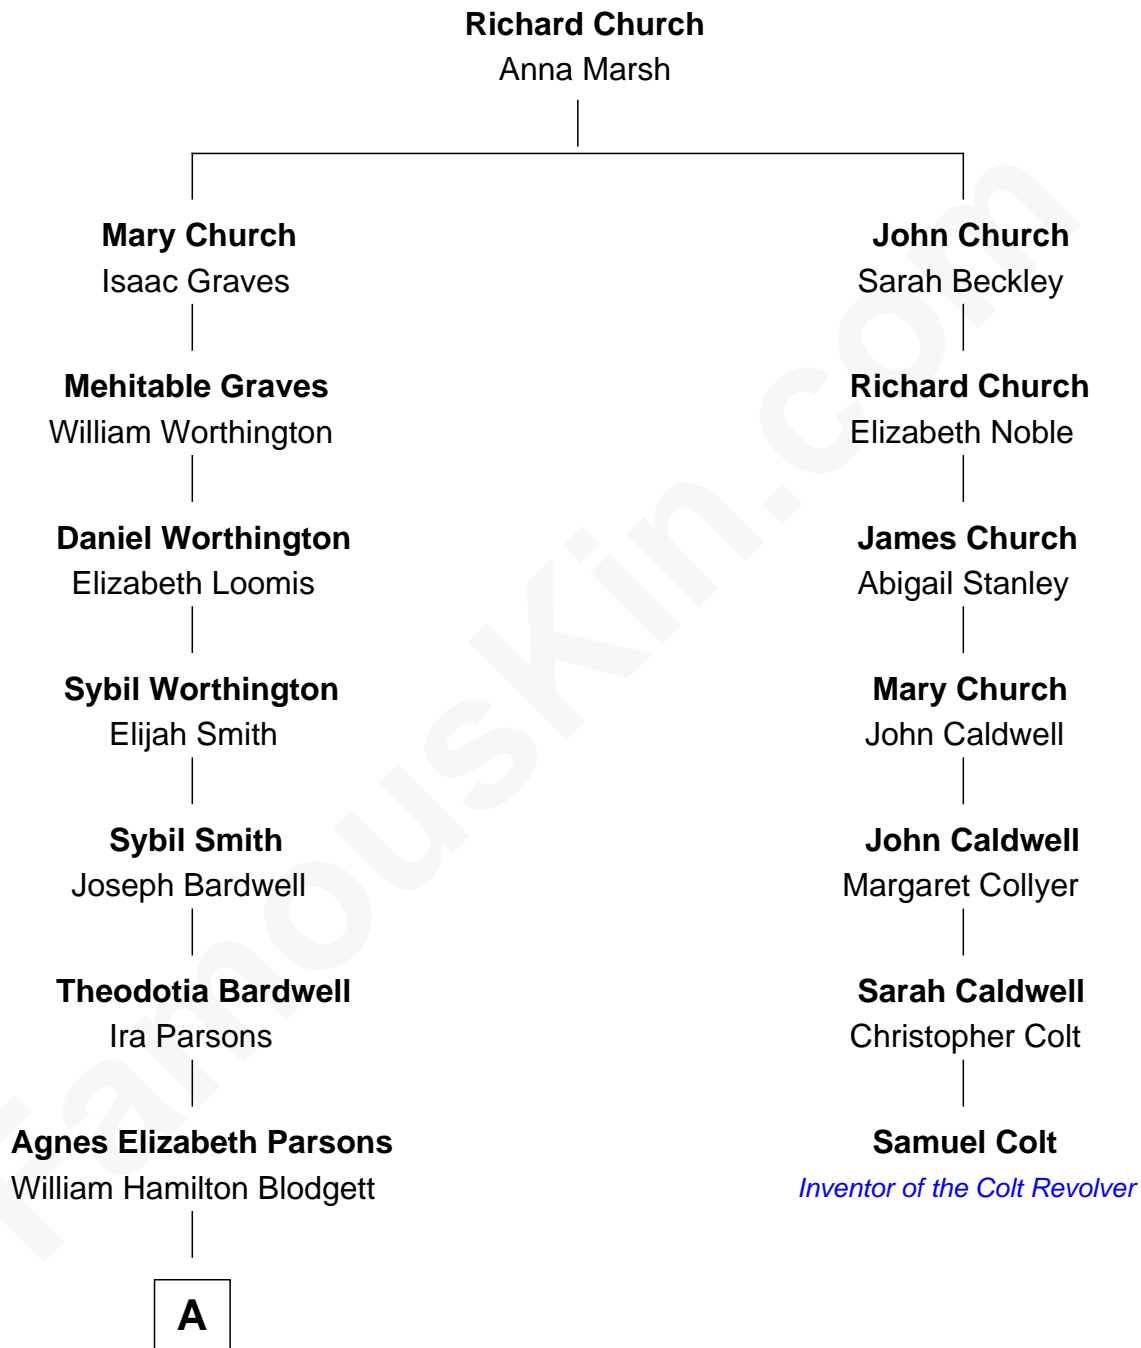 Richard Church
Anna Marsh
Mary Church
Isaac Graves
John Church
Sarah Beckley
Mehitable Graves
William Worthington
Richard Church
Elizabeth Noble
Daniel Worthington
Elizabeth Loomis
James Church
Abigail Stanley
Sybil Worthington
Elijah Smith
Mary Church
John Caldwell
Sybil Smith
Joseph Bardwell
John Caldwell
Margaret Collyer
Theodotia Bardwell
Ira Parsons
Sarah Caldwell
Christopher Colt
Agnes Elizabeth Parsons
William Hamilton Blodgett
Samuel Colt
Inventor of the Colt Revolver
A
FamousKin.com